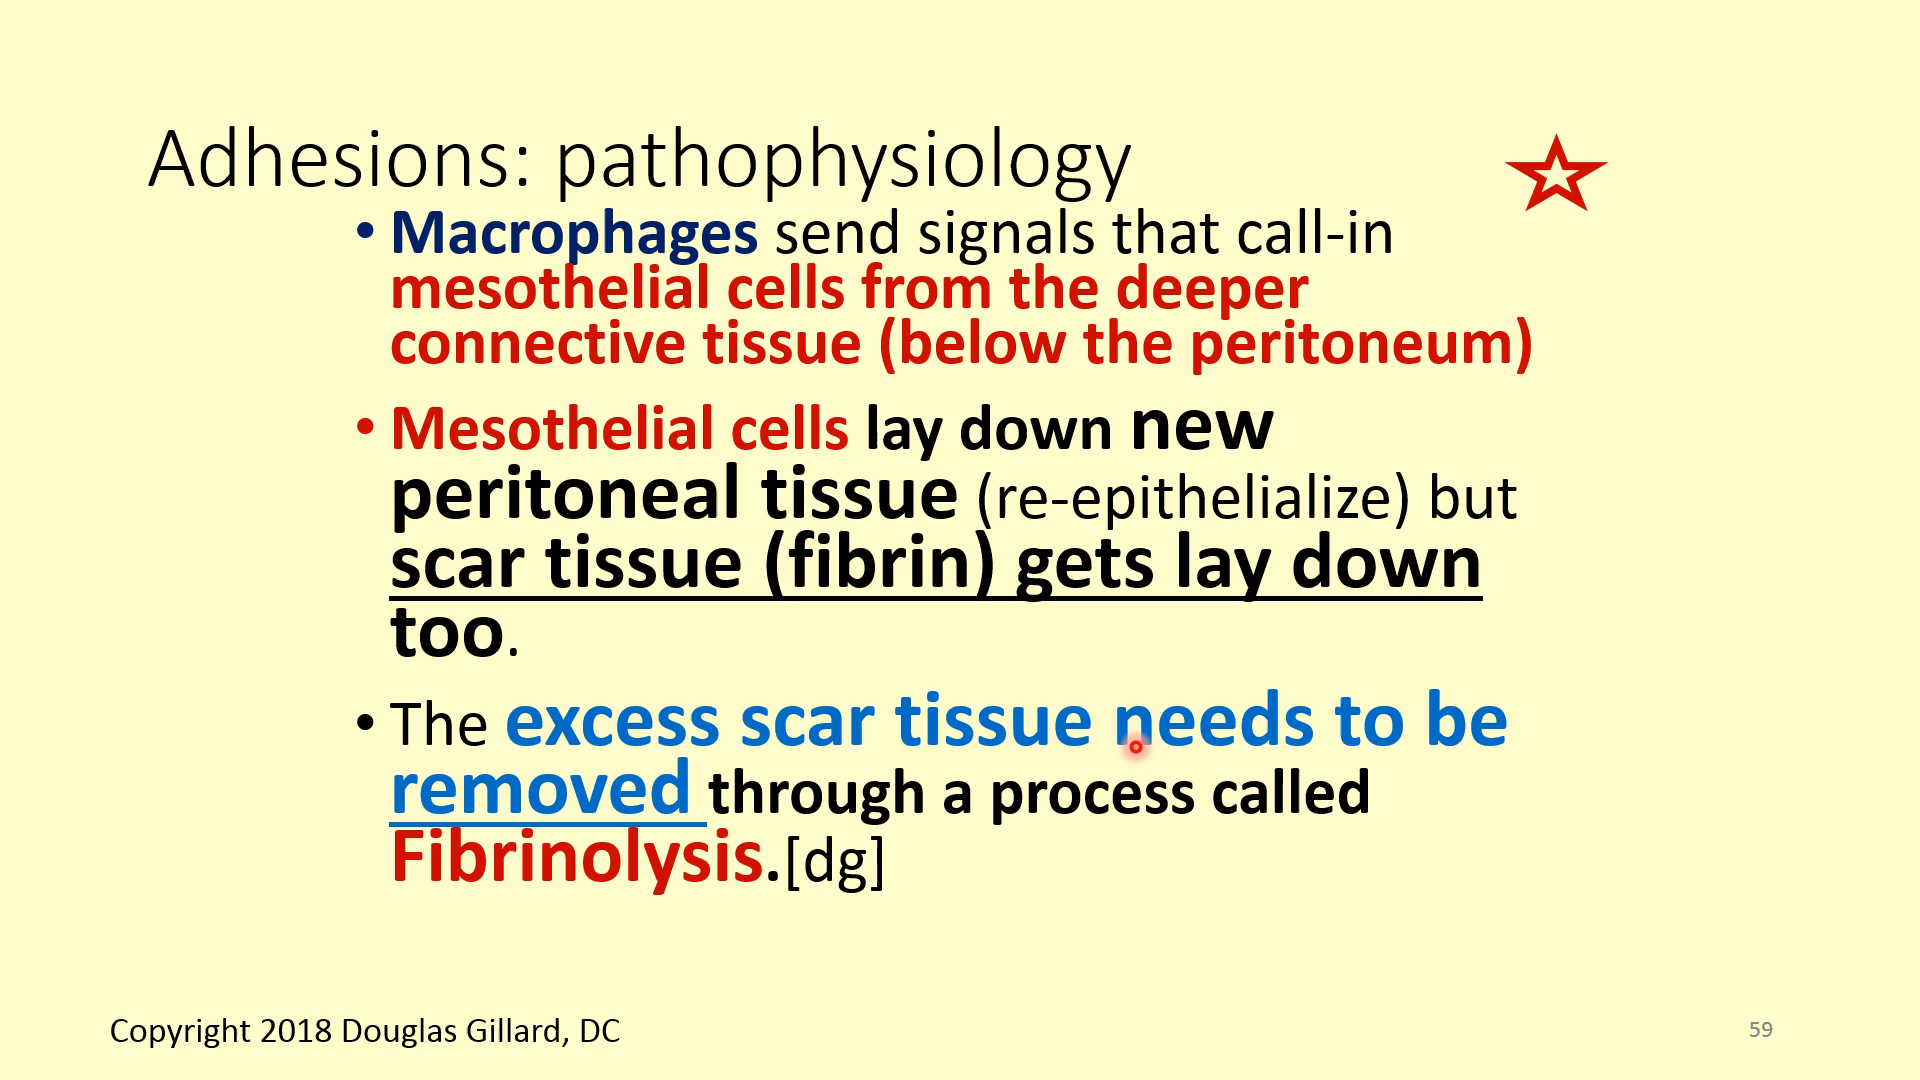 Adhesions: pathophysiology
• Macrophages send signals that call-in
mesothelial cells from the deeper
connective tissue (below the peritoneum)
• Mesothelial cells lay down new
peritoneal tissue (re-epithelialize) but
scar tissue (fibrin) gets lay down
too.
• The excess scar tissue needs to be
removed through a process called
Fibrinolysis.[dg]
Copyright 2018 Douglas Gillard, DC
59